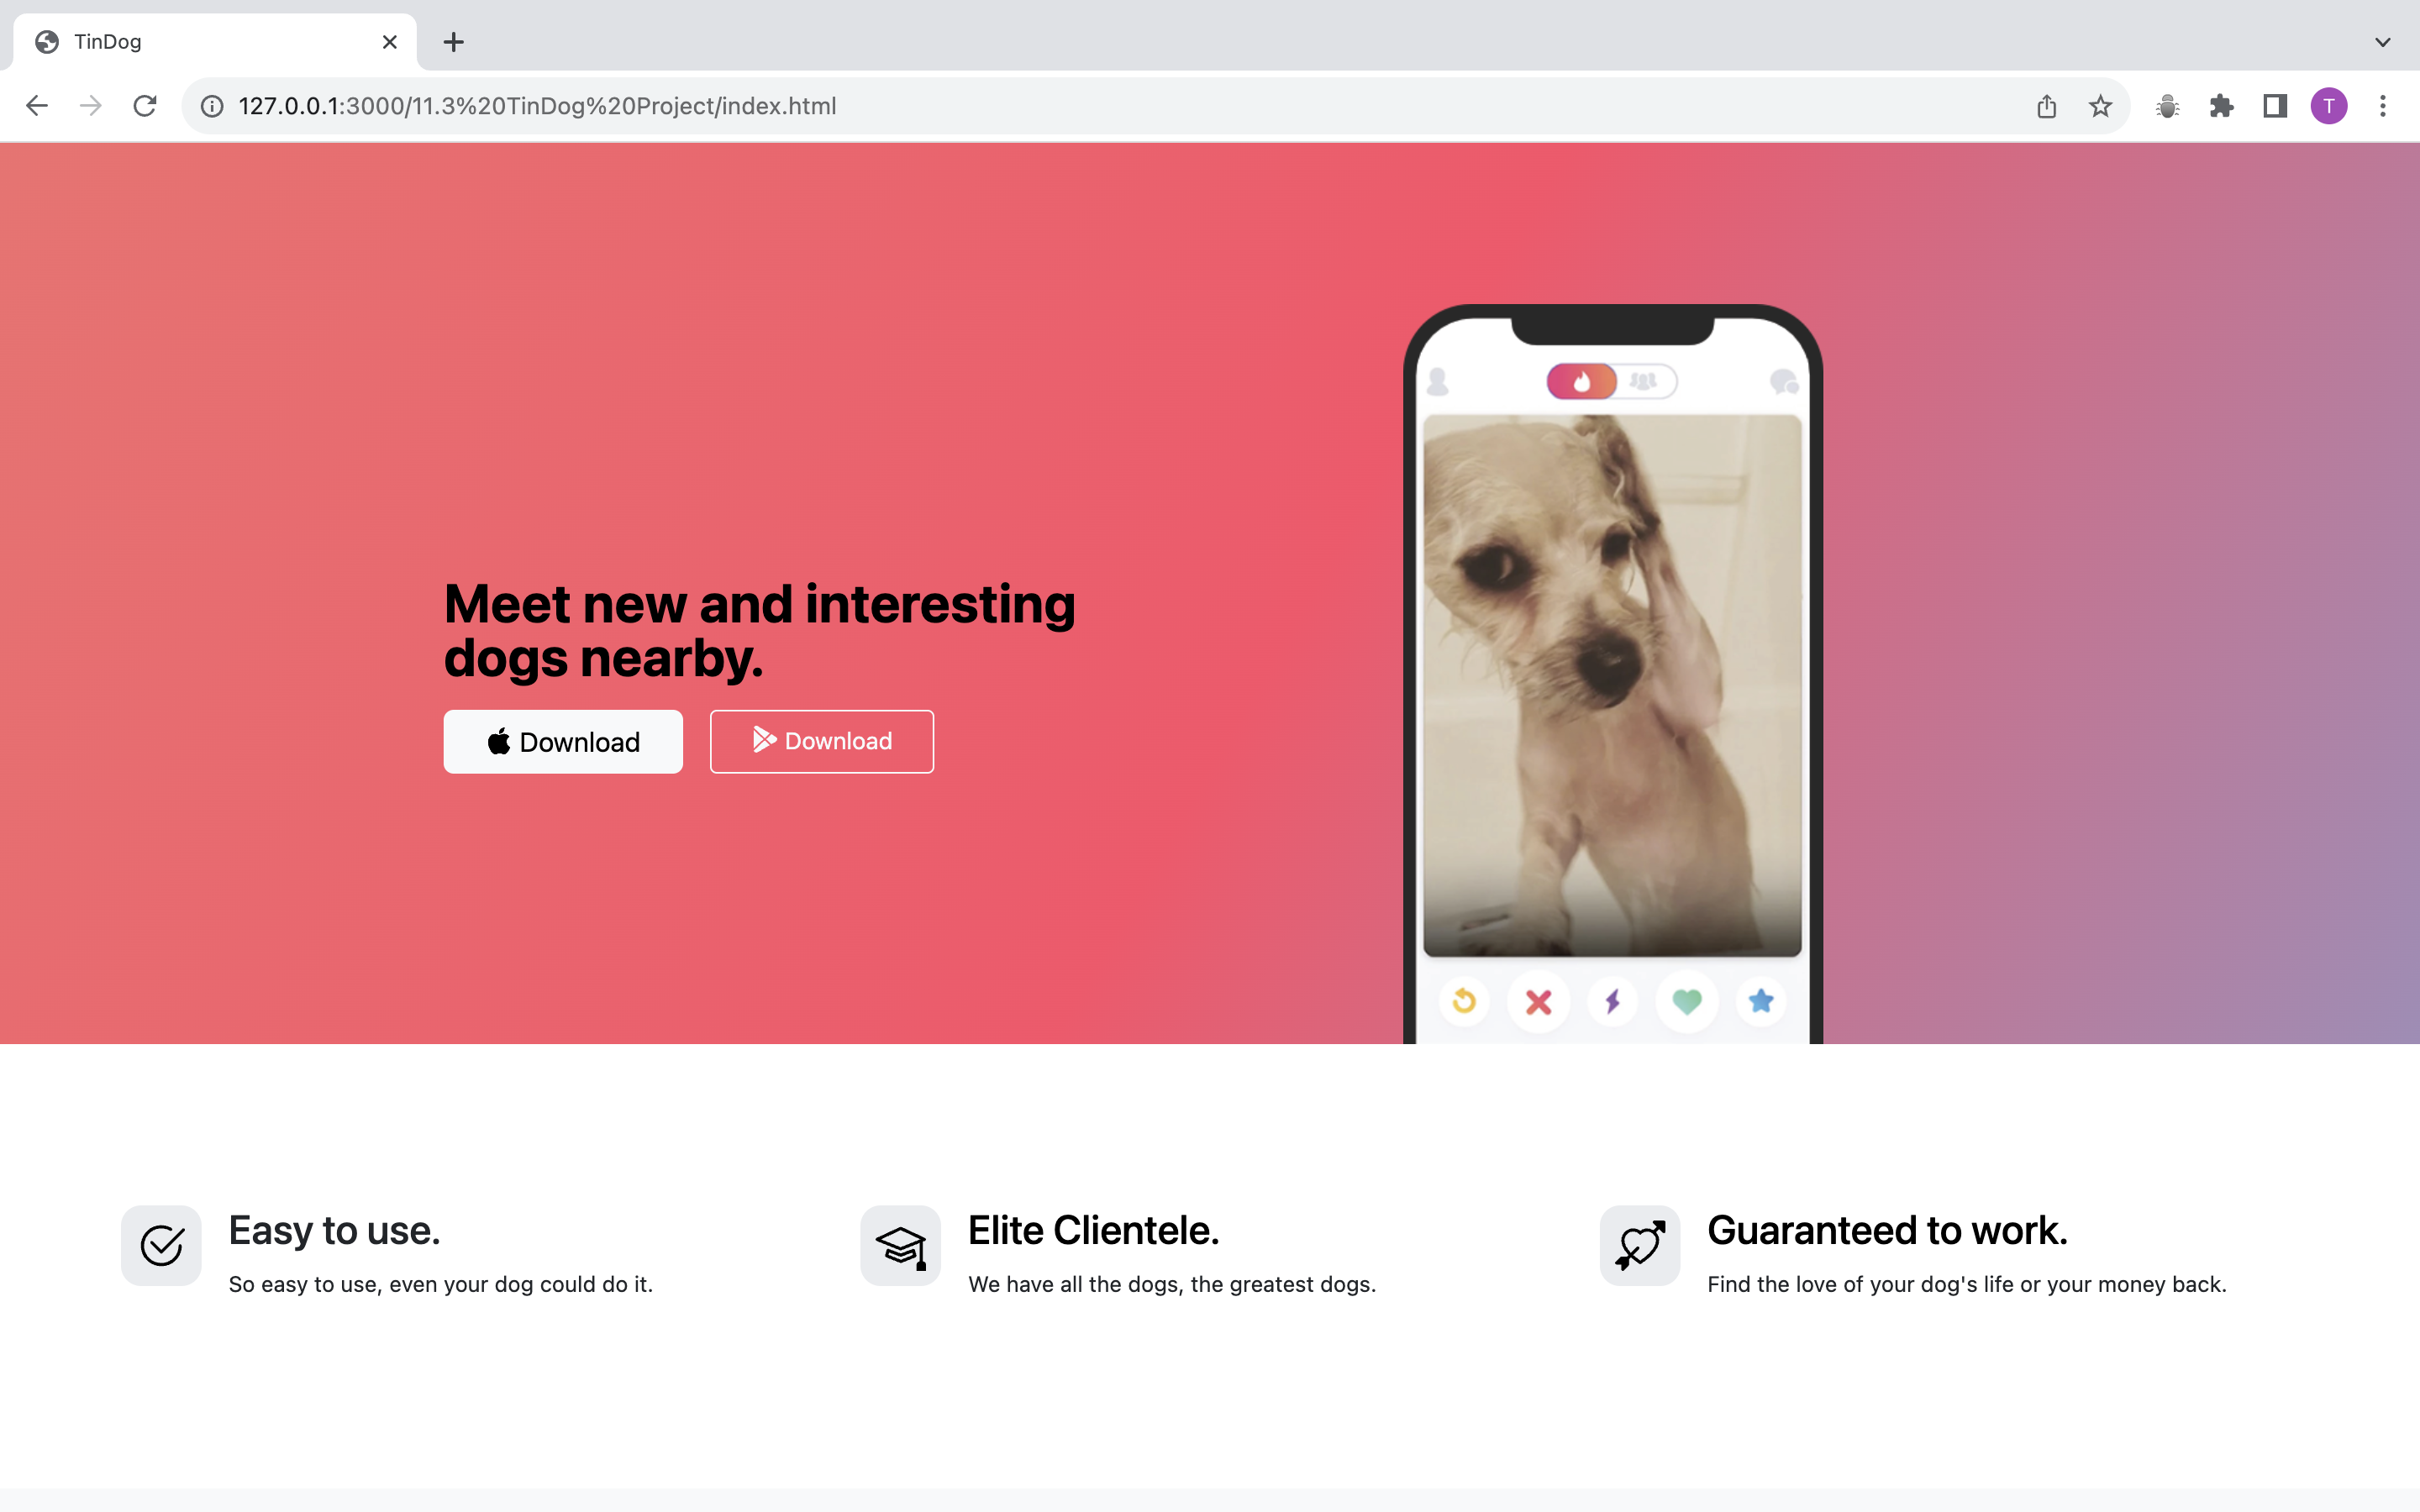 TinDog
127.0.0.1:3000/11.3%20TinDog%20Project/index.html
T
Meet new and interesting
dogs nearby.
Download
Download
Easy to use.
So easy to use, even your dog could do it.
Elite Clientele.
We have all the dogs, the greatest dogs.
Guaranteed to work.
Find the love of your dog's life or your money back.